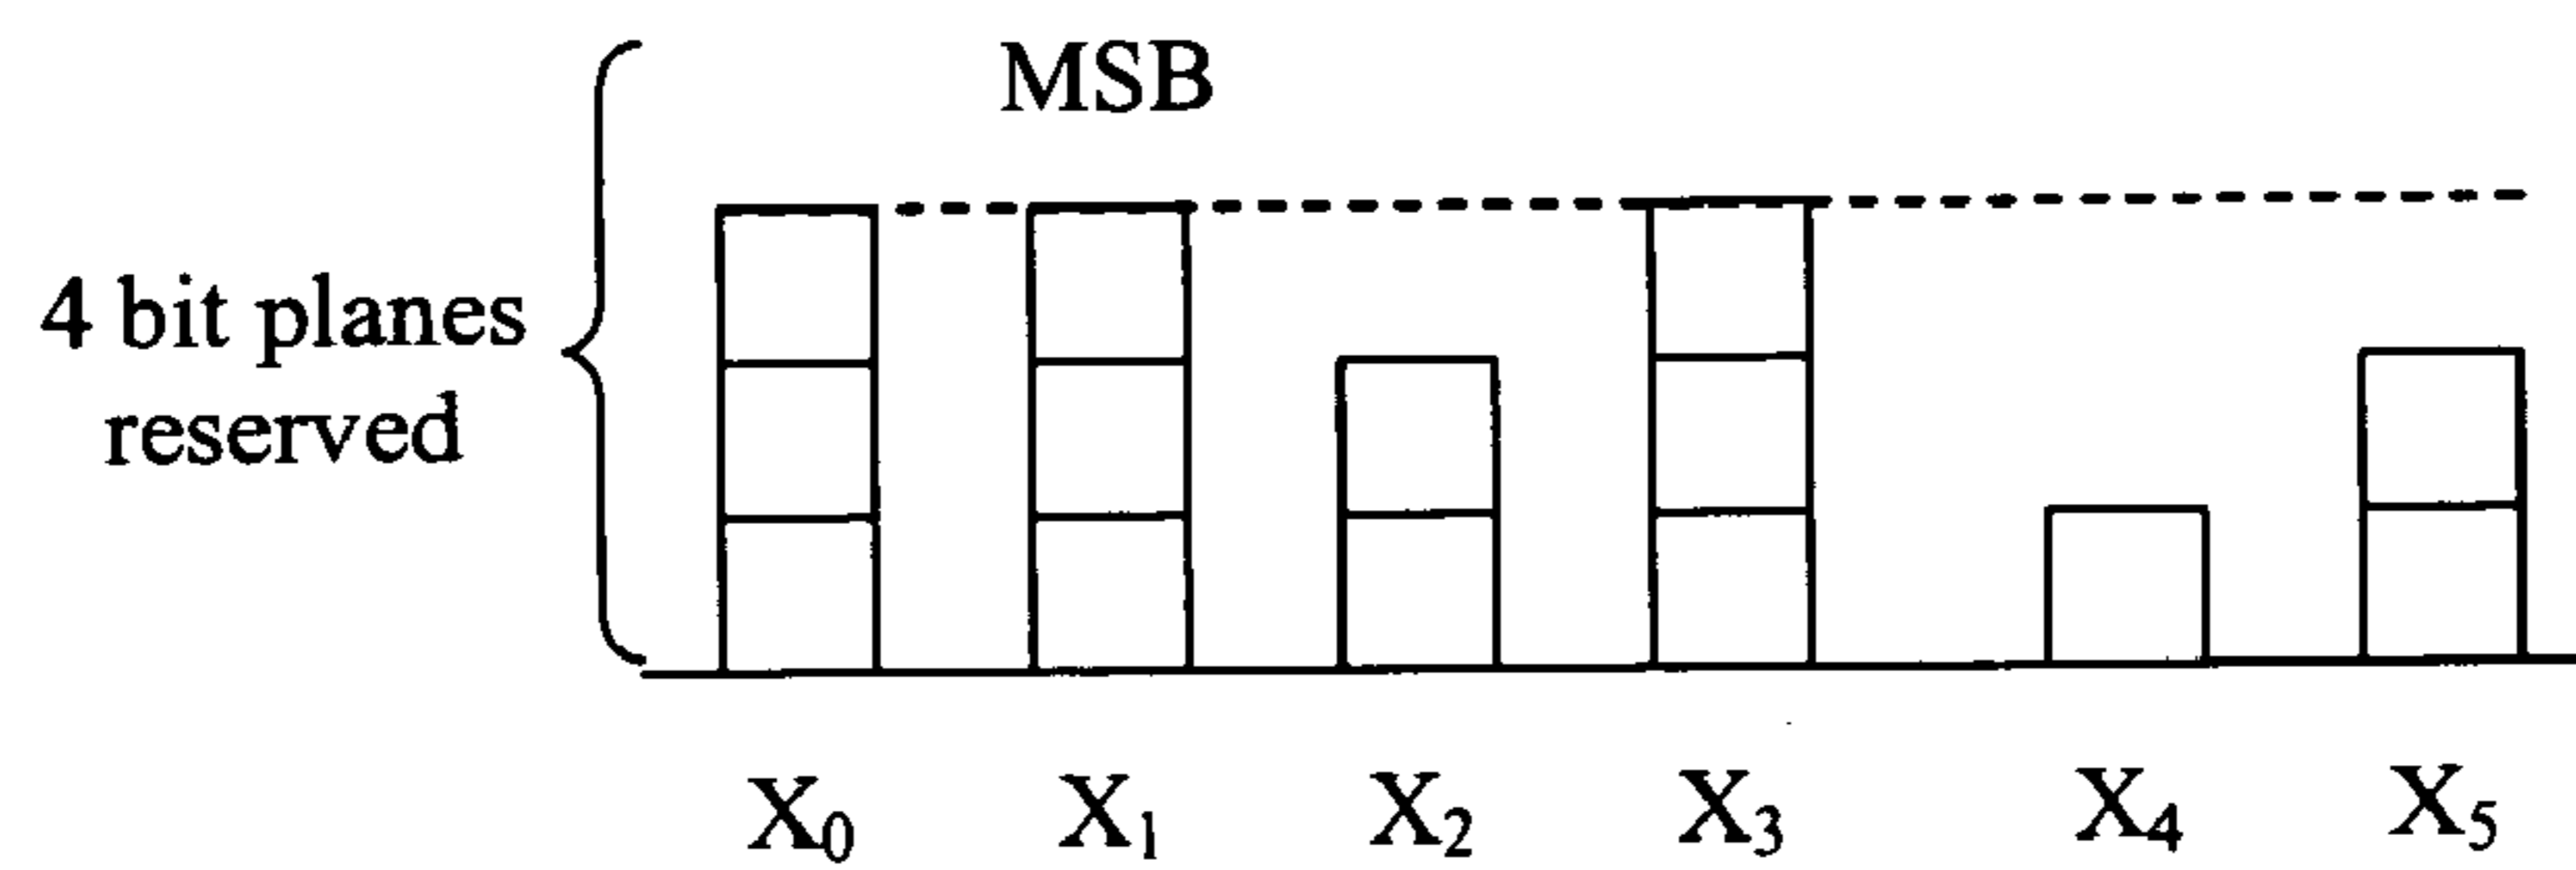 MSB
4 bit planes
reserved
X₀ X₁ X₂ X₃ X₄ X₅